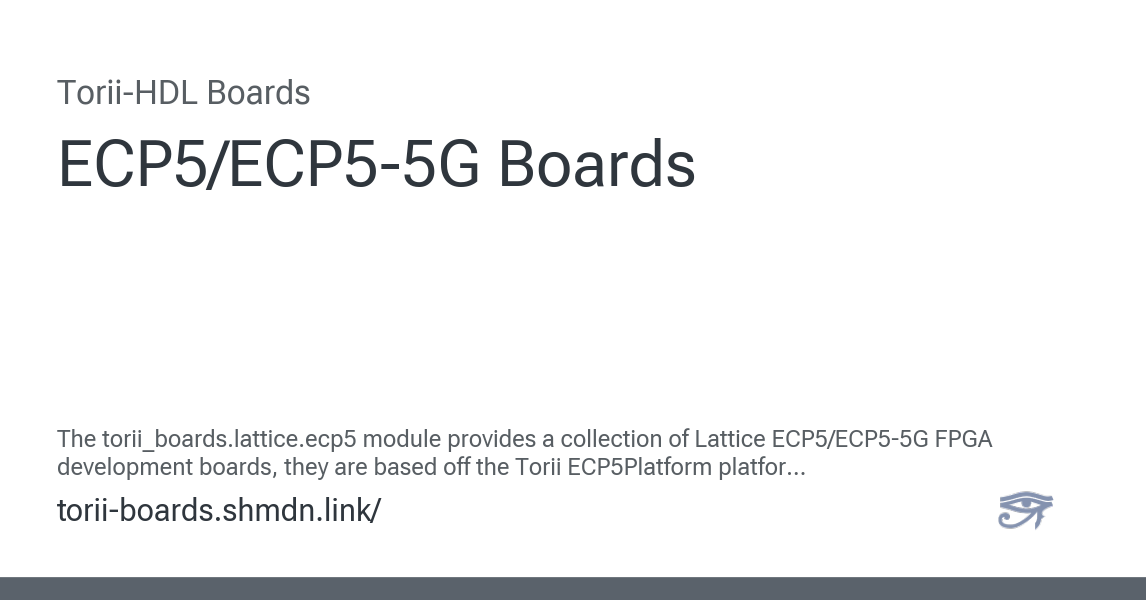 Torii-HDL Boards
ECP5/ECP5-5G Boards
The torii_boards.lattice.ecp5 module provides a collection of Lattice ECP5/ECP5-5G FPGA
development boards, they are based off the Torii ECP5Platform platfor...
torii-boards.shmdn.link/